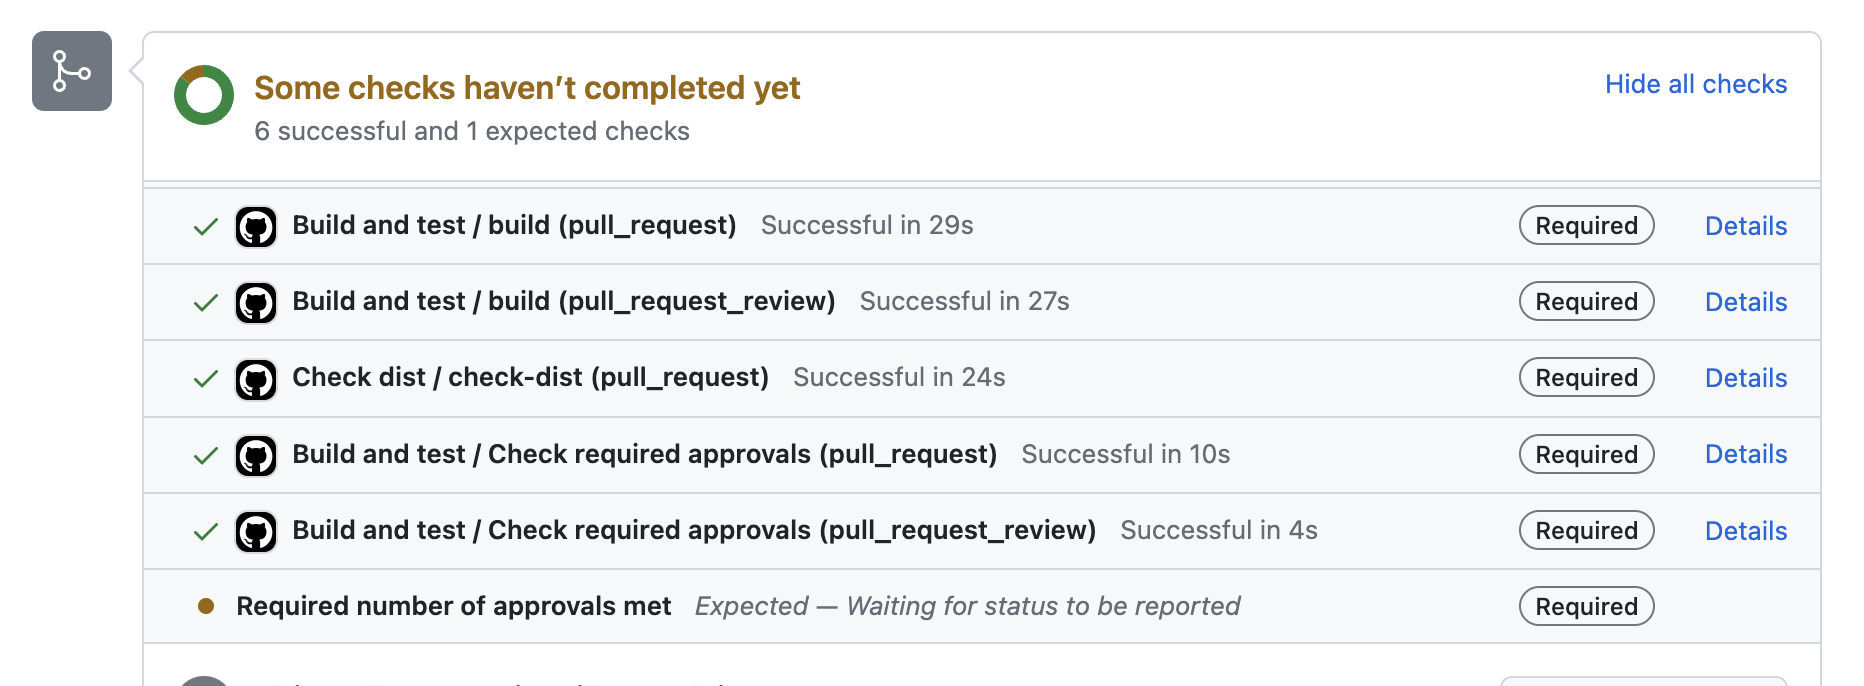 Some checks haven’t completed yet
Hide all checks
6 successful and 1 expected checks
Build and test / build (pull_request) Successful in 29s Required Details
Build and test / build (pull_request_review) Successful in 27s Required Details
Check dist / check-dist (pull_request) Successful in 24s Required Details
Build and test / Check required approvals (pull_request) Successful in 10s Required Details
Build and test / Check required approvals (pull_request_review) Successful in 4s Required Details
Required number of approvals met Expected — Waiting for status to be reported Required